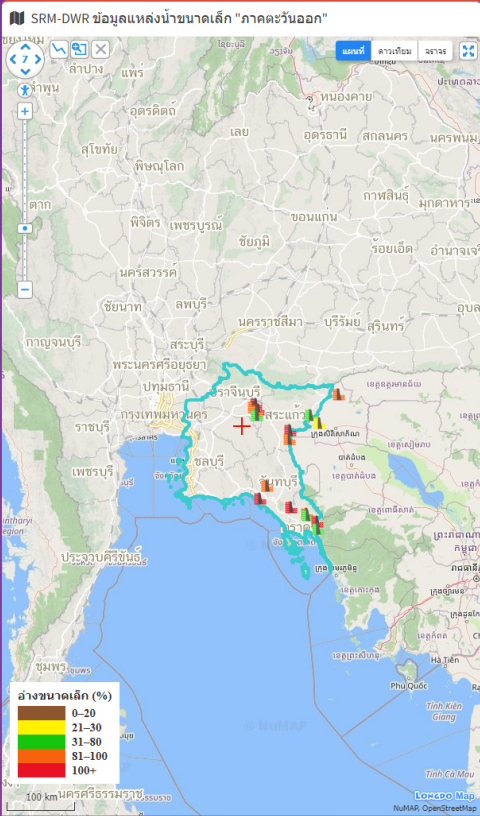 SRM-DWR ข้อมูลแหล่งน้ำขนาดเล็ก "ภาคตะวันออก"
7
แผนที่
ดาวเทียม
จราจร
ลำปาง
แพร่
หนองคาย
อุตรดิตถ์
เลย
อุดรธานี
สกลนคร
นครพนม
สุโขทัย
พิษณุโลก
ตาก
กาฬสินธุ์
มุกดาหาร
พิจิตร
เพชรบูรณ์
ขอนแก่น
ชัยภูมิ
ร้อยเอ็ด
อำนาจเจริ
นครสวรรค์
ชัยนาท
ลพบุรี
นครราชสีมา
บุรีรัมย์
สุรินทร์
อุบล
กาญจนบุรี
สระบุรี
พระนครศรีอยุธยา
ปทุมธานี
ราจีนบุรี
กรุงเทพมหานคร
สระแก้ว
ราชบุรี
ชลบุรี
เพชรบุรี
จันทบุรี
ตราด
ประจวบคีรีขันธ์
ชุมพร
Hà Tiên
Phú Quốc
Tỉnh Kiên
Giang
Tỉnh Cà Mau
© NuMAP
อ่างขนาดเล็ก (%)
0–20
21–30
31–80
81–100
100+
100 km
นครศรีธรรมราช
LONGDO Map
NuMAP, OpenStreetMap